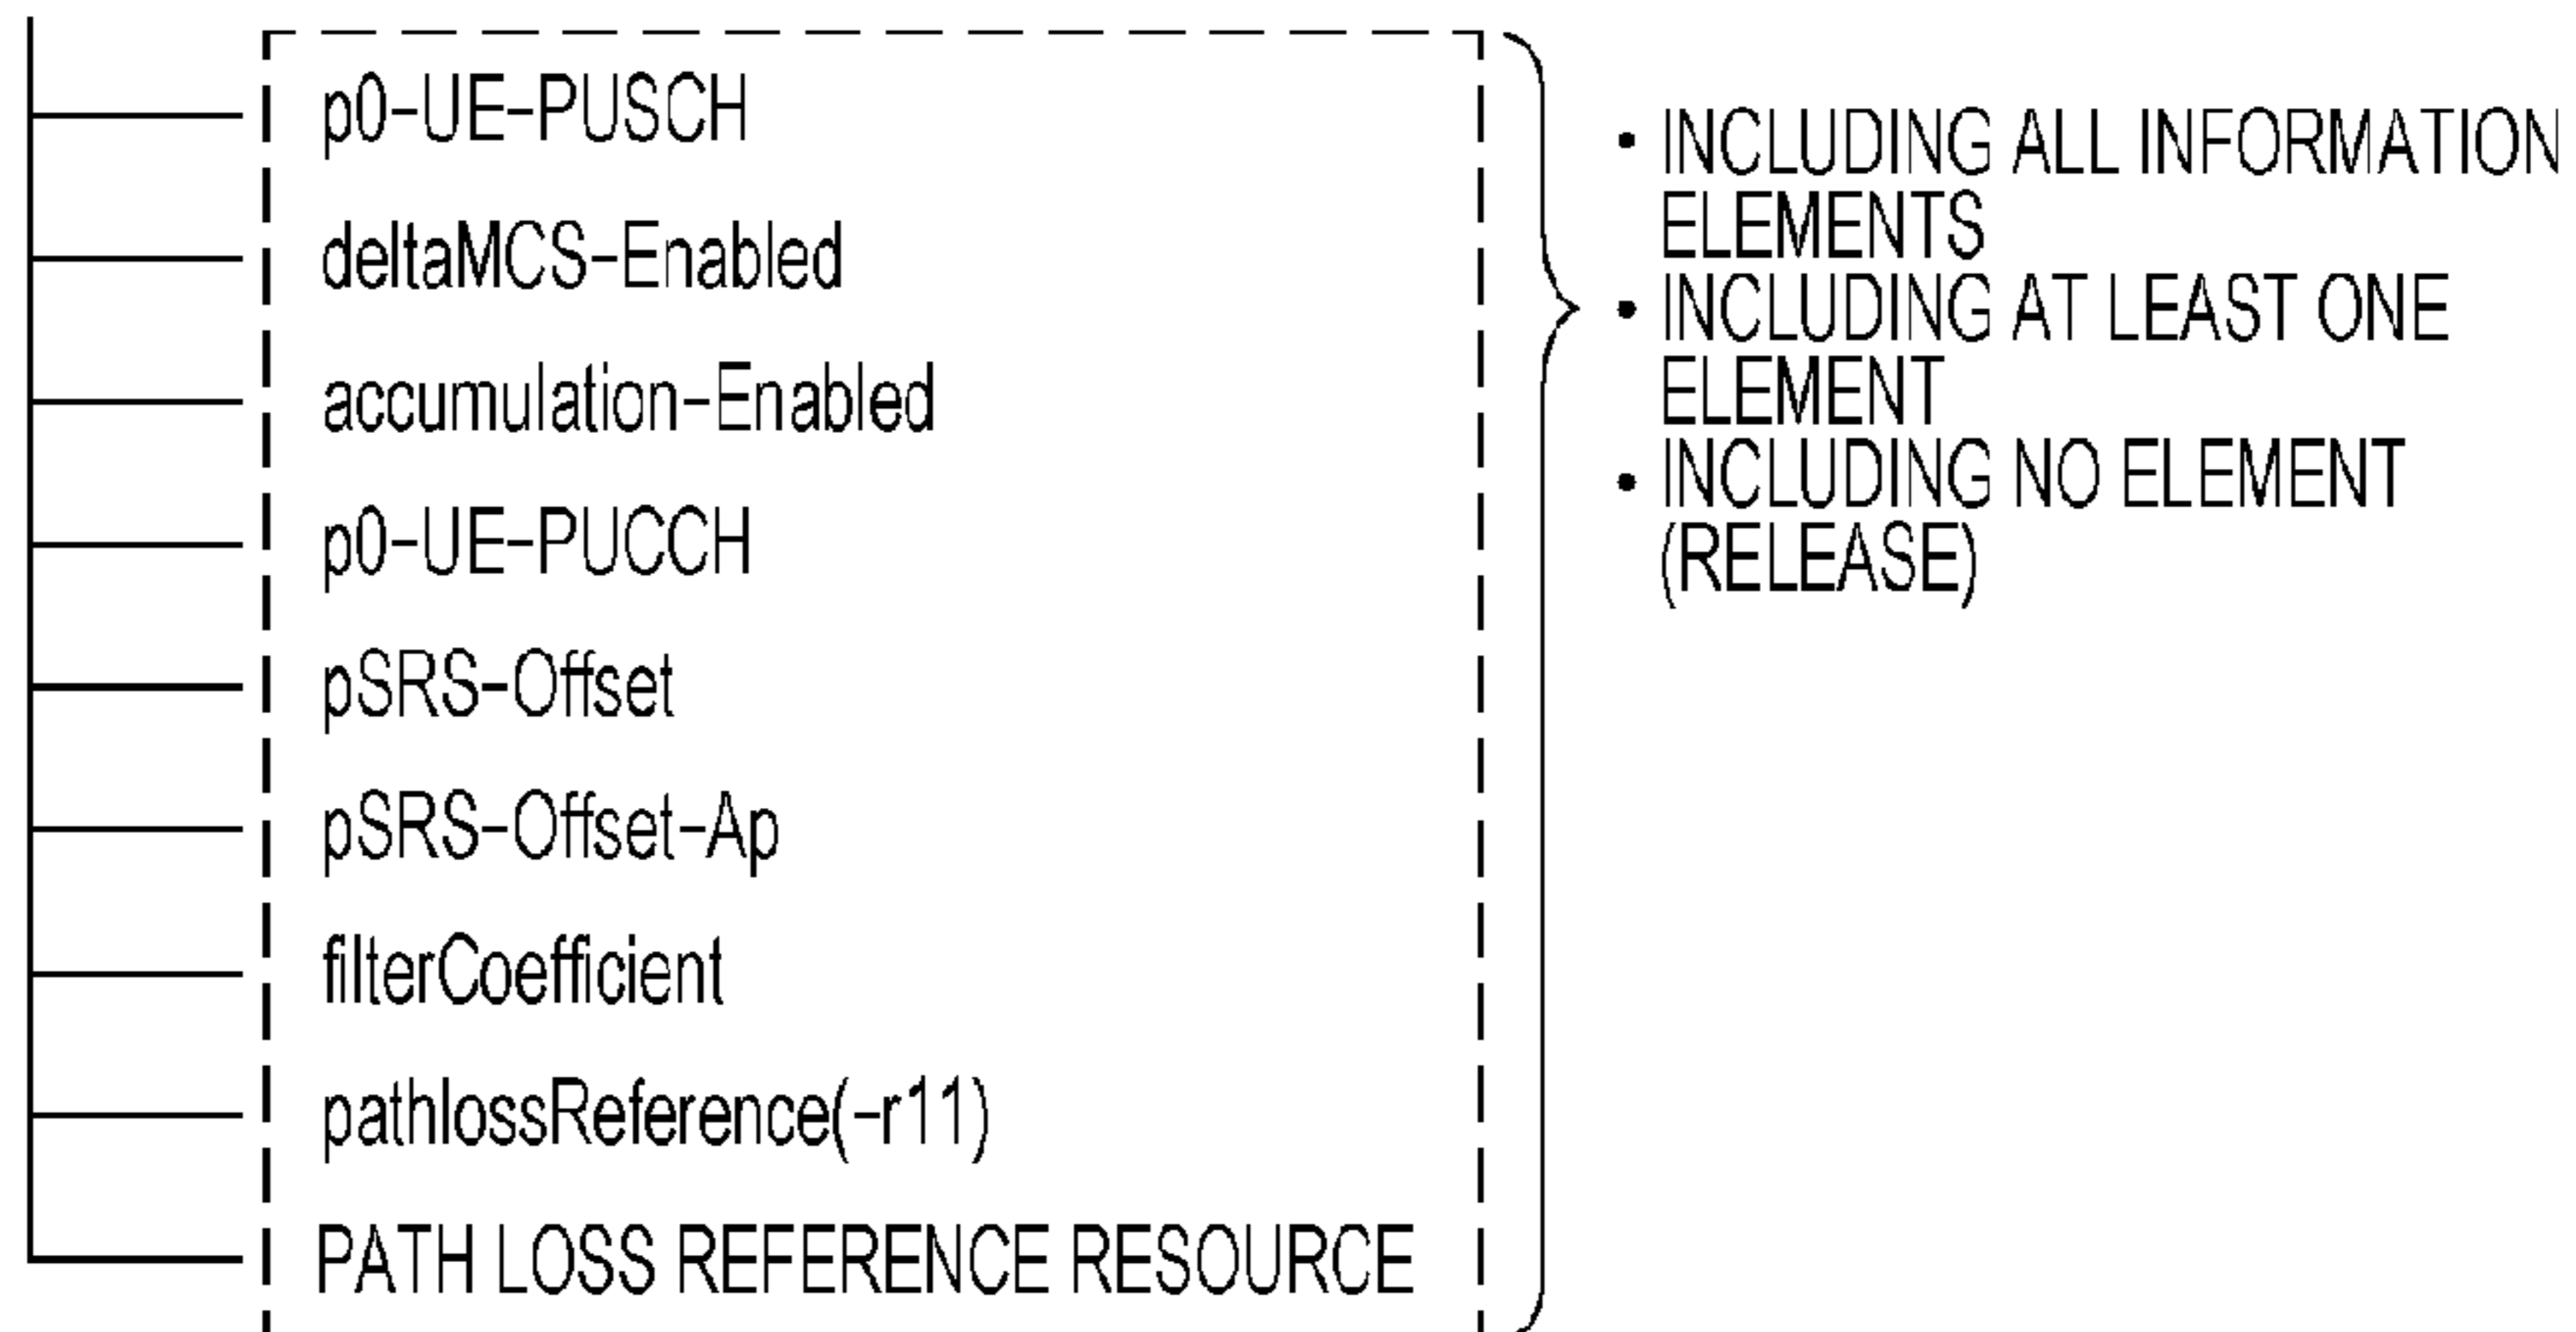 p0-UE-PUSCH
deltaMCS-Enabled
accumulation-Enabled
p0-UE-PUCCH
pSRS-Offset
pSRS-Offset-Ap
filterCoefficient
pathlossReference(-r11)
PATH LOSS REFERENCE RESOURCE
• INCLUDING ALL INFORMATION
ELEMENTS
• INCLUDING AT LEAST ONE
ELEMENT
• INCLUDING NO ELEMENT
(RELEASE)